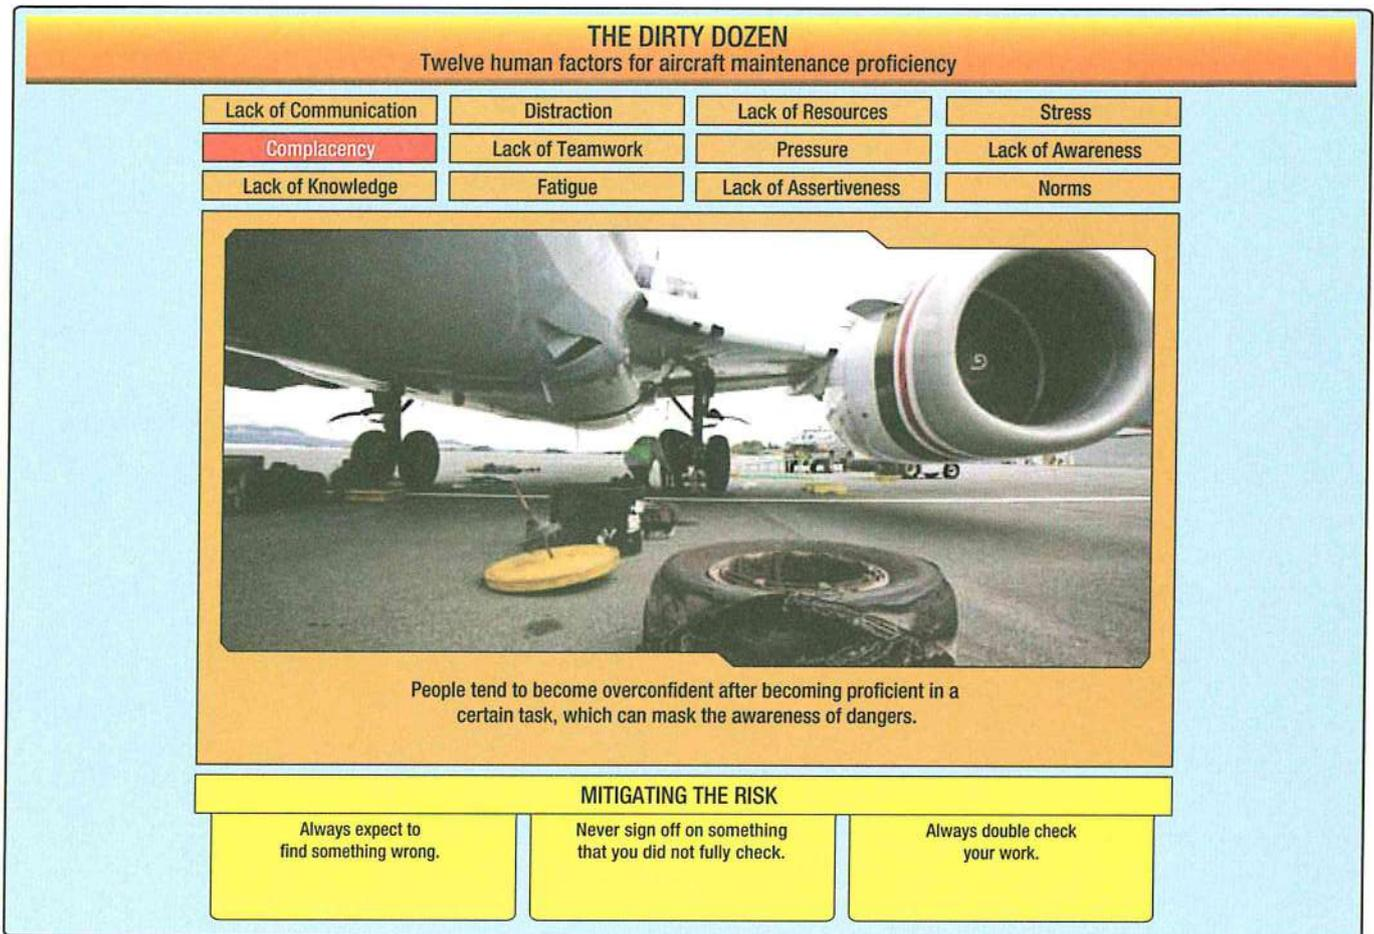 THE DIRTY DOZEN
Twelve human factors for aircraft maintenance proficiency
Lack of Communication
Distraction
Lack of Resources
Stress
Complacency
Lack of Teamwork
Pressure
Lack of Awareness
Lack of Knowledge
Fatigue
Lack of Assertiveness
Norms
People tend to become overconfident after becoming proficient in a
certain task, which can mask the awareness of dangers.
MITIGATING THE RISK
Always expect to
find something wrong.
Never sign off on something
that you did not fully check.
Always double check
your work.